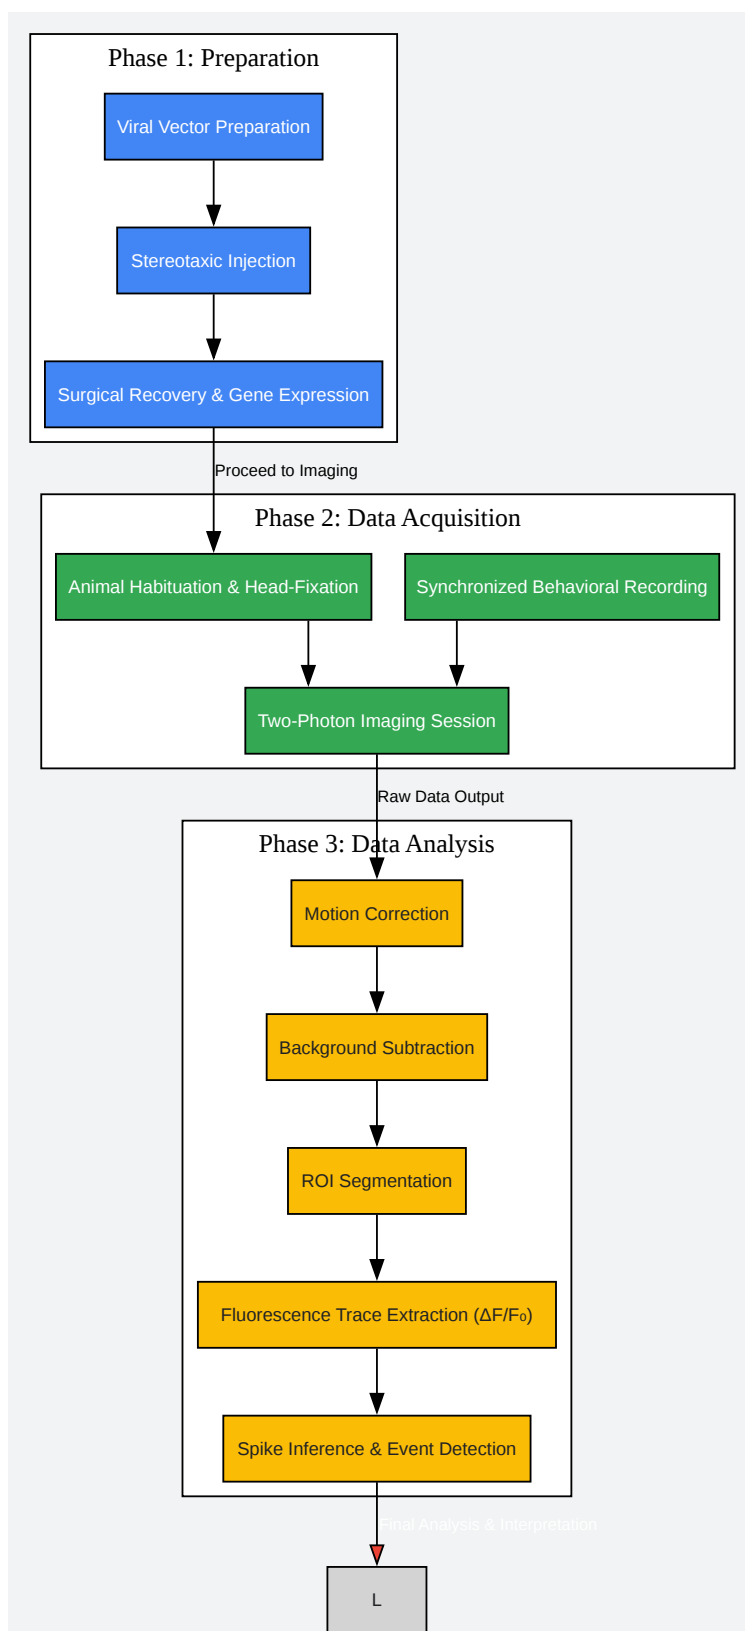 Phase 1: Preparation
Viral Vector Preparation
Stereotaxic Injection
Surgical Recovery & Gene Expression
Proceed to Imaging
Phase 2: Data Acquisition
Animal Habituation & Head-Fixation
Synchronized Behavioral Recording
Two-Photon Imaging Session
Raw Data Output
Phase 3: Data Analysis
Motion Correction
Background Subtraction
ROI Segmentation
Fluorescence Trace Extraction (ΔF/F₀)
Spike Inference & Event Detection
Final Analysis & Interpretation
L